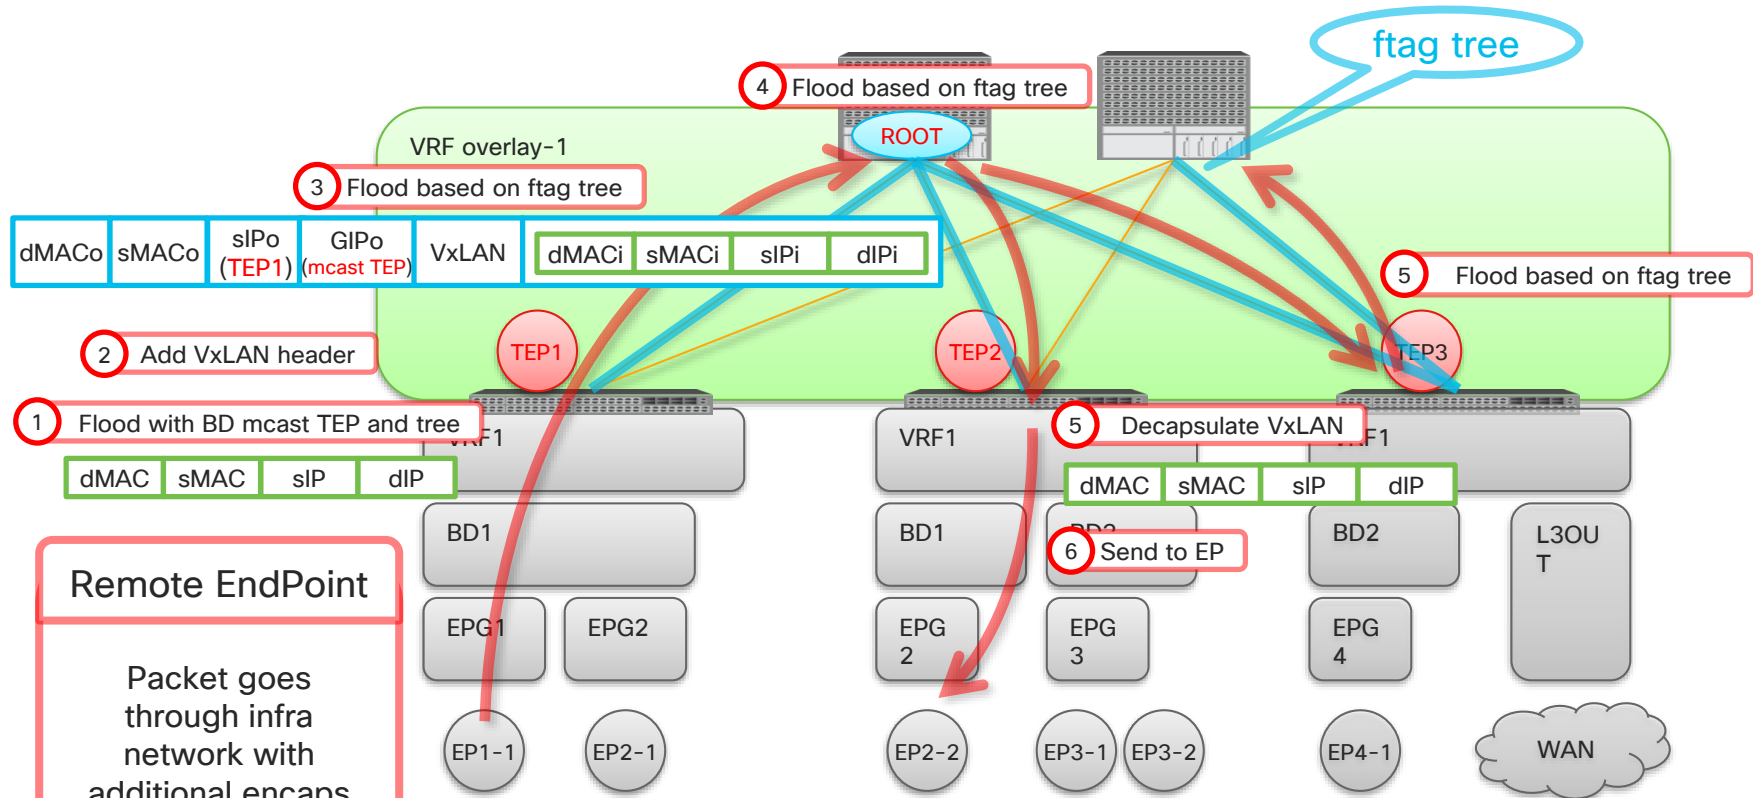 ftag tree
4 Flood based on ftag tree
ROOT
VRF overlay-1
3 Flood based on ftag tree
dMACo sMACo sIPo (TEP1) GIPo (mcast TEP) VxLAN dMACi sMACi sIPi dIPi
5 Flood based on ftag tree
2 Add VxLAN header
TEP1
TEP2
TEP3
1 Flood with BD mcast TEP and tree
VRF1
VRF1
5 Decapsulate VxLAN
VRF1
dMAC sMAC sIP dIP
dMAC sMAC sIP dIP
BD1
BD1
BD2
BD2
L3OU
T
6 Send to EP
Remote EndPoint
EPG1
EPG2
EPG
2
EPG
3
EPG
4
Packet goes
through infra
network with
additional encaps
EP1-1
EP2-1
EP2-2
EP3-1
EP3-2
EP4-1
WAN